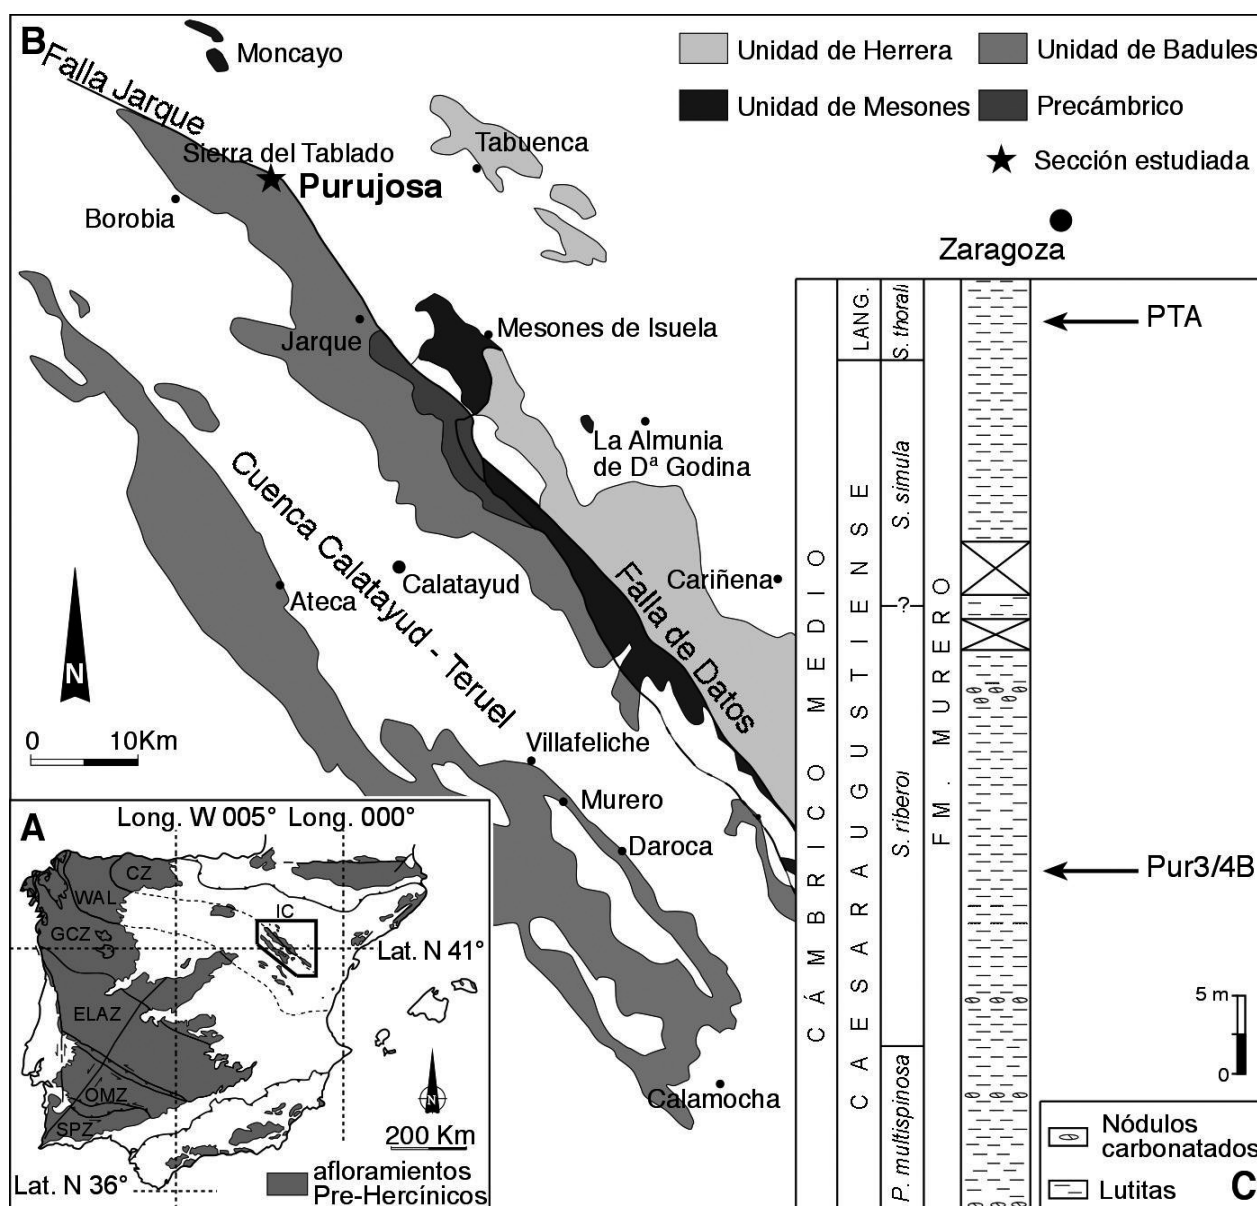 B
Falla Jarque
Moncayo
Unidad de Herrera
Unidad de Badules
Unidad de Mesones
Precámbrico
Sección estudiada
Tabuenca
Sierra del Tablado
Purujosa
Borobia
Zaragoza
Jarque
Mesones de Isuela
La Almunia
de Dª Godina
Cuenca Calatayud - Teruel
Calatayud
Ateca
Cariñena
Falla de Datos
Villafeliche
Murero
Daroca
Calamocha
N
0 10Km
A
Long. W 005° Long. 000°
CZ
WAL
IC
GCZ
Lat. N 41°
ELAZ
OMZ
SPZ
N
200 Km
Lat. N 36°
afloramientos
Pre-Hercínicos
CÁMBRICO MEDIO
LANG.
CAESARAUGUSTIENSE
S. thorali
S. simula
?
S. riberoi
P. multispinosa
FM. MURERO
PTA
Pur3/4B
5 m
0
Nódulos
carbonatados
Lutitas
C